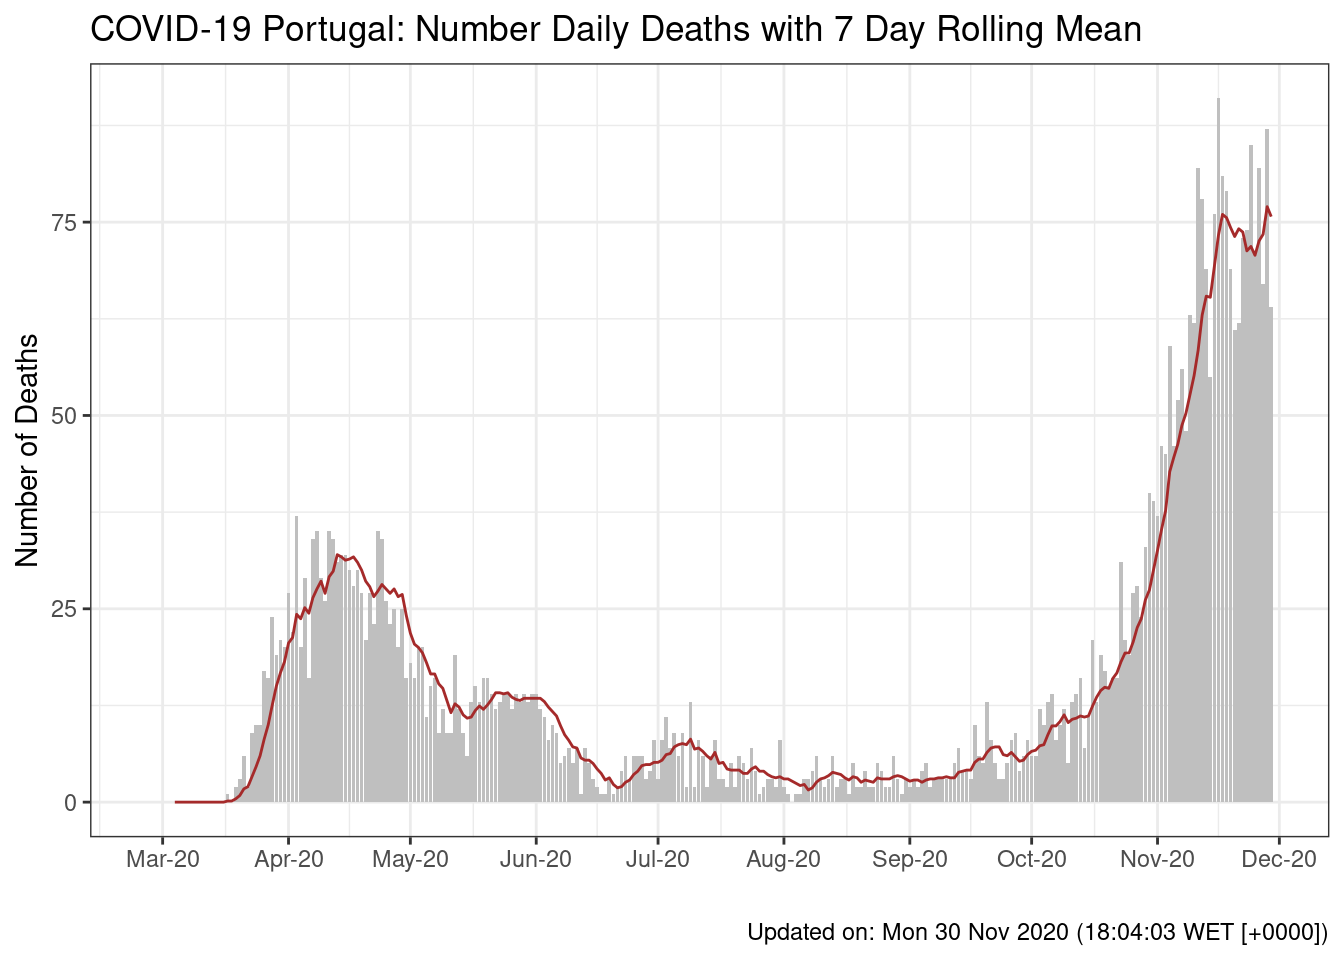 COVID-19 Portugal: Number Daily Deaths with 7 Day Rolling Mean
Number of Deaths
75
50
25
0
Mar-20 Apr-20 May-20 Jun-20 Jul-20 Aug-20 Sep-20 Oct-20 Nov-20 Dec-20
Updated on: Mon 30 Nov 2020 (18:04:03 WET [+0000])